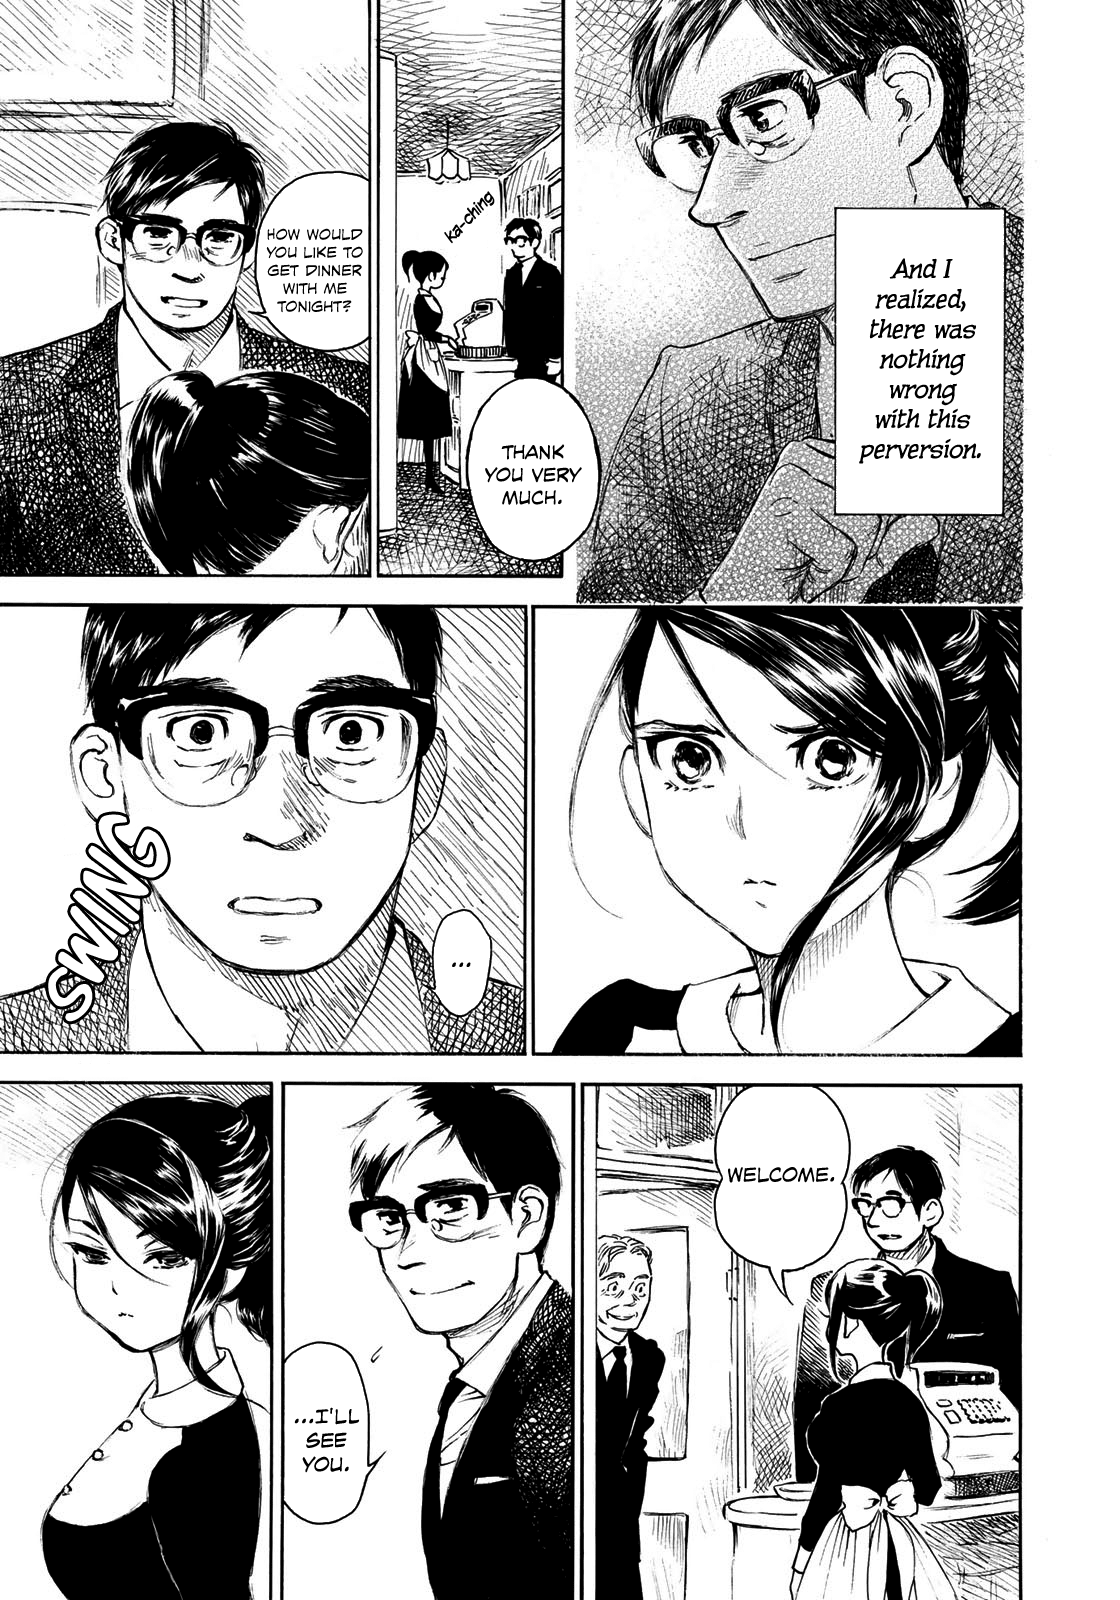 And I
realized,
there was
nothing
wrong
with this
perversion.
ka-ching
THANK
YOU VERY
MUCH.
HOW WOULD
YOU LIKE TO
GET DINNER
WITH ME
TONIGHT?
...
SWING
WELCOME.
...I'LL
SEE
YOU.